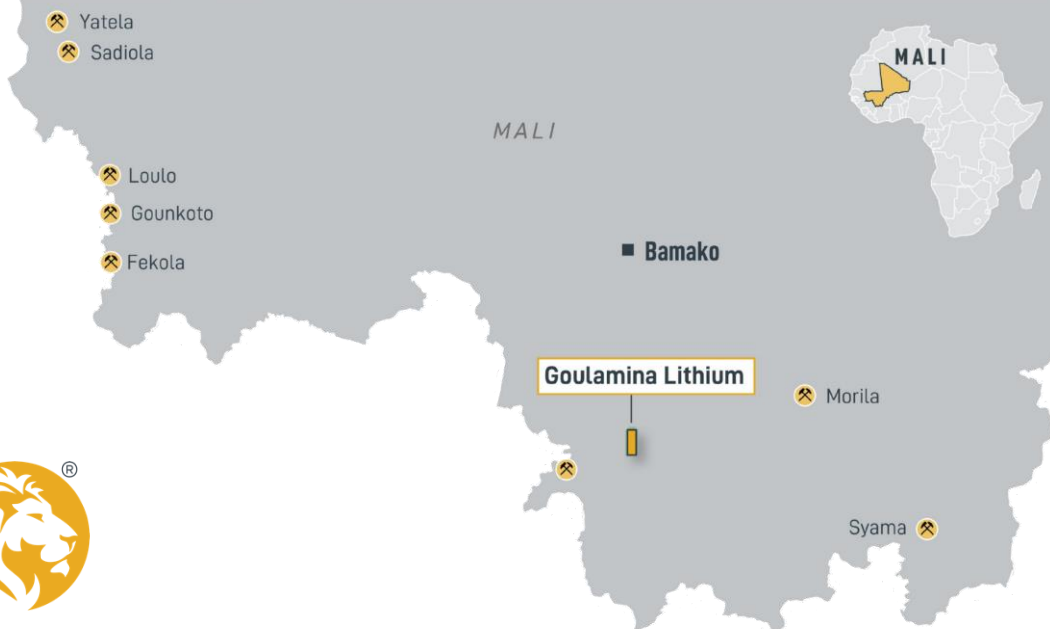 Yatela
Sadiola
MALI
MALI
Loulo
Gounkoto
Fekola
Bamako
Goulamina Lithium
Morila
®
Syama